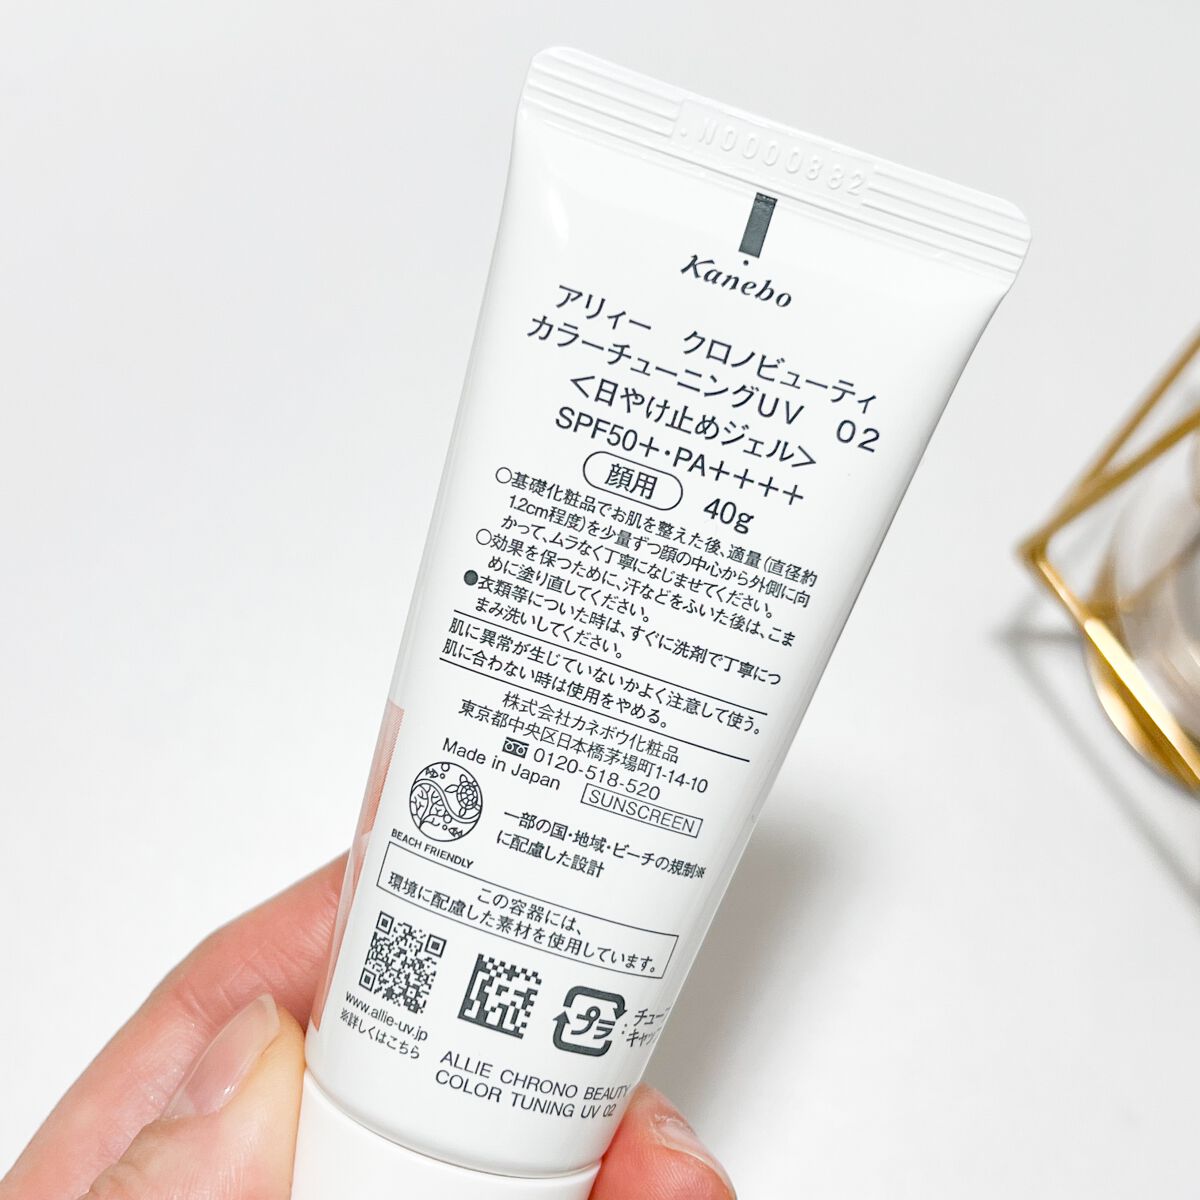 .N0000882
Kanebo
アリィー　クロノビューティ
カラーチューニングUV　02
＜日やけ止めジェル＞
SPF50+・PA++++
顔用　40g
○基礎化粧品でお肌を整えた後、適量（直径約
1.2cm程度）を少量ずつ顔の中心から外側に向
かって、ムラなく丁寧になじませてください。
○効果を保つために、汗などをふいた後は、こま
めに塗り直してください。
●衣類等についた時は、すぐに洗剤で丁寧につ
まみ洗いしてください。
肌に異常が生じていないかよく注意して使う。
肌に合わない時は使用をやめる。
株式会社カネボウ化粧品
東京都中央区日本橋茅場町1-14-10
0120-518-520
Made in Japan
SUNSCREEN
BEACH FRIENDLY
一部の国・地域・ビーチの規制※
に配慮した設計
この容器には、
環境に配慮した素材を使用しています。
www.allie-uv.jp
※詳しくはこちら
プラ
：チューブ
キャッ
ALLIE CHRONO BEAUTY
COLOR TUNING UV 02